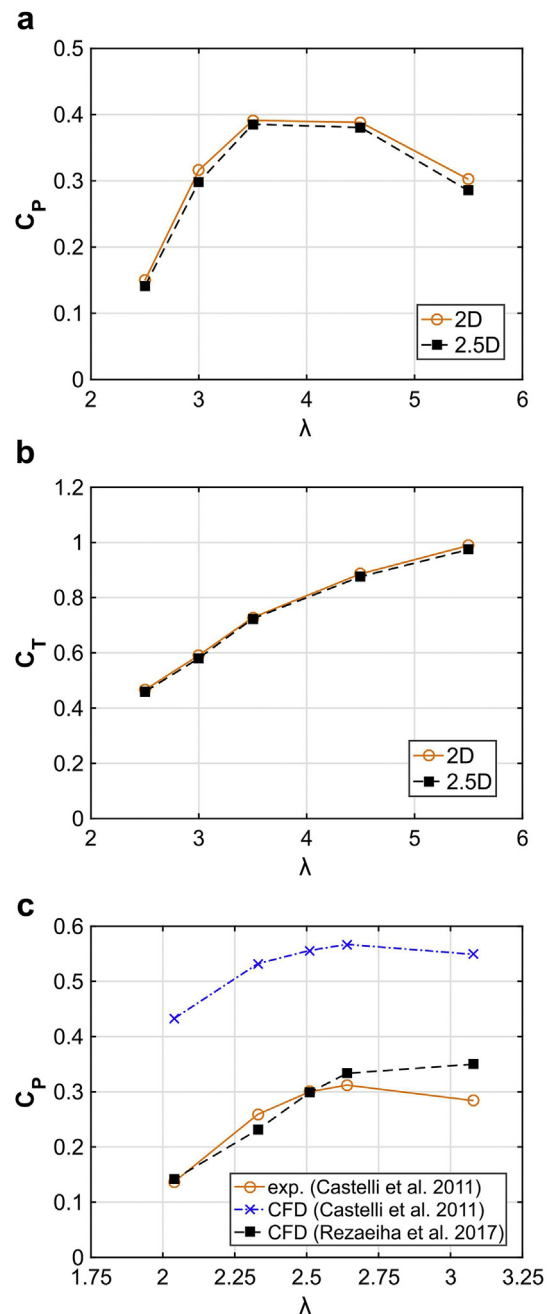 a
0.5
0.4
0.3
0.2
0.1
0
C_P
2D
2.5D
2 3 4 5 6
λ
b
1.2
1
0.8
0.6
0.4
0.2
0
C_T
2D
2.5D
2 3 4 5 6
λ
c
0.6
0.5
0.4
0.3
0.2
0.1
0
C_P
exp. (Castelli et al. 2011)
CFD (Castelli et al. 2011)
CFD (Rezaeiha et al. 2017)
1.75 2 2.25 2.5 2.75 3 3.25
λ